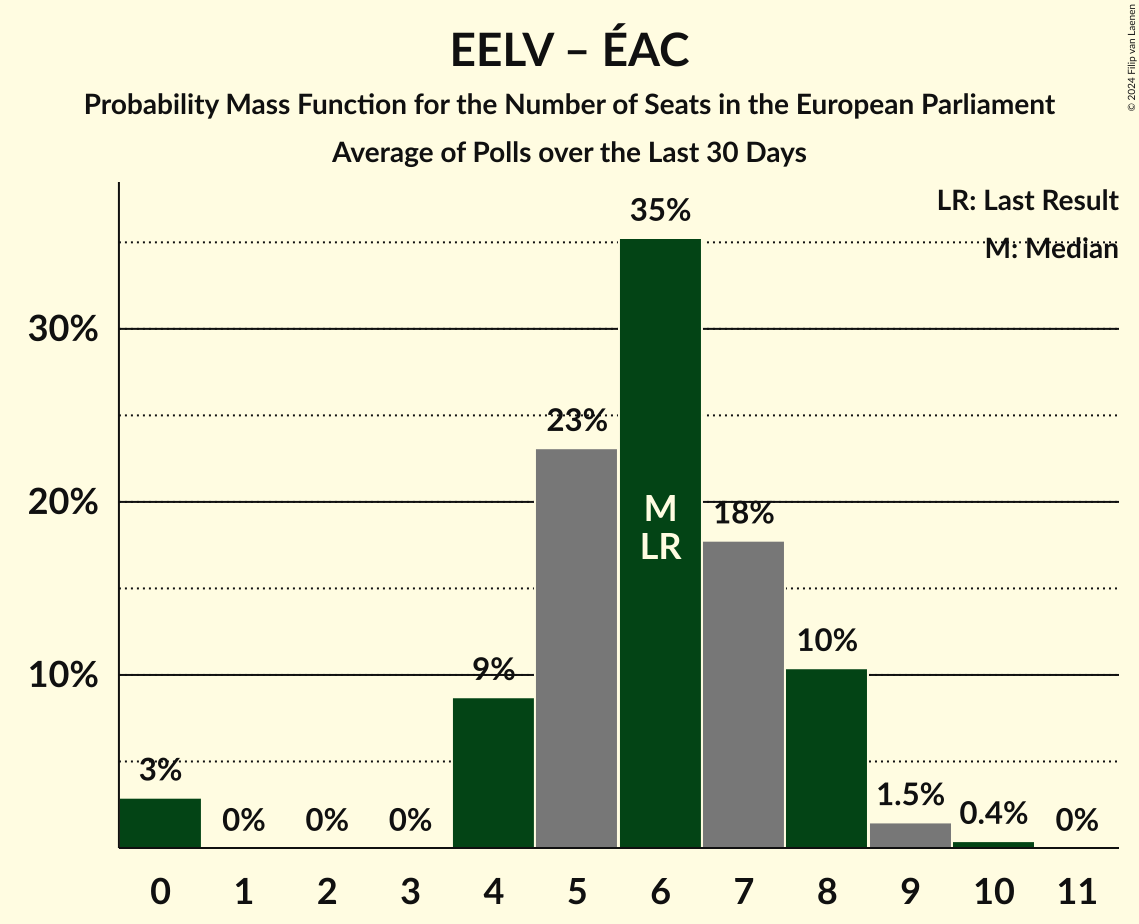 EELV – ÉAC
Probability Mass Function for the Number of Seats in the European Parliament
Average of Polls over the Last 30 Days
© 2024 Filip van Laenen
LR: Last Result
M: Median
35%
30%
23%
M
LR
20%
18%
10%
10%
9%
3%
0%
0%
0%
1.5%
0.4%
0%
0 1 2 3 4 5 6 7 8 9 10 11